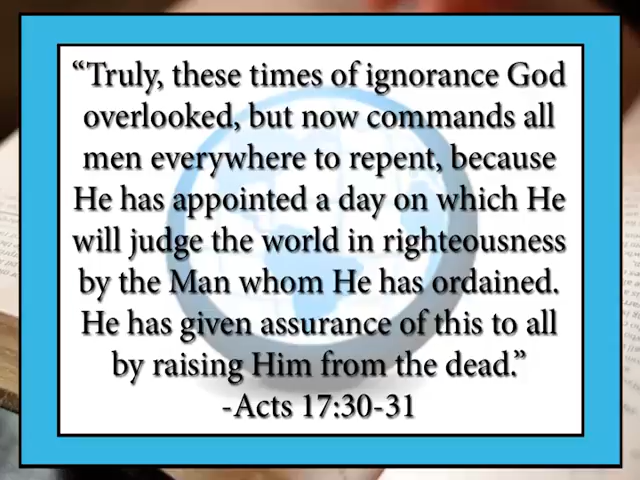 “Truly, these times of ignorance God
overlooked, but now commands all
men everywhere to repent, because
He has appointed a day on which He
will judge the world in righteousness
by the Man whom He has ordained.
He has given assurance of this to all
by raising Him from the dead.”
-Acts 17:30-31